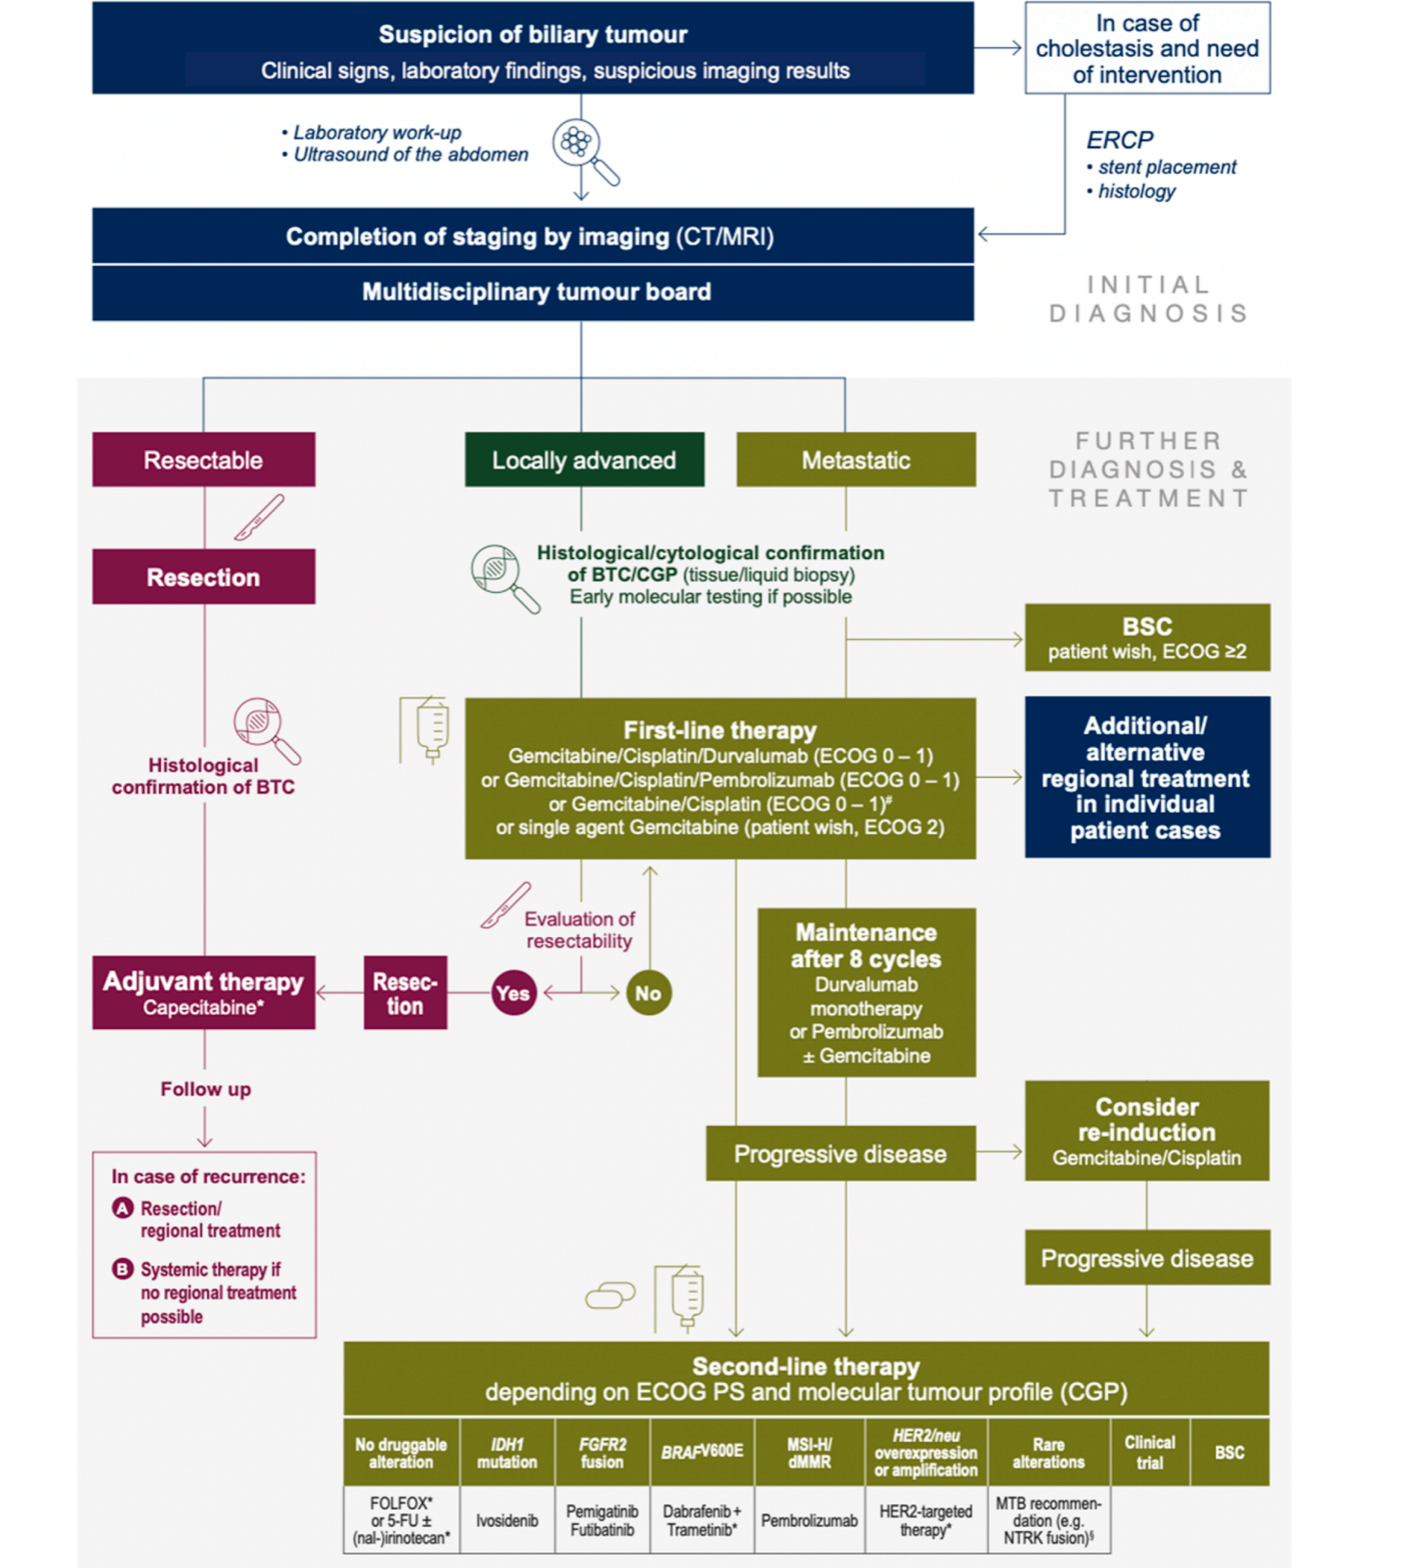 Suspicion of biliary tumour
Clinical signs, laboratory findings, suspicious imaging results
In case of
cholestasis and need
of intervention
• Laboratory work-up
• Ultrasound of the abdomen
ERCP
• stent placement
• histology
Completion of staging by imaging (CT/MRI)
Multidisciplinary tumour board
INITIAL
DIAGNOSIS
FURTHER
DIAGNOSIS &
TREATMENT
Resectable
Locally advanced
Metastatic
Resection
Histological/cytological confirmation
of BTC/CGP (tissue/liquid biopsy)
Early molecular testing if possible
BSC
patient wish, ECOG ≥2
First-line therapy
Gemcitabine/Cisplatin/Durvalumab (ECOG 0 – 1)
or Gemcitabine/Cisplatin/Pembrolizumab (ECOG 0 – 1)
or Gemcitabine/Cisplatin (ECOG 0 – 1)#
or single agent Gemcitabine (patient wish, ECOG 2)
Additional/
alternative
regional treatment
in individual
patient cases
Histological
confirmation of BTC
Evaluation of
resectability
Adjuvant therapy
Capecitabine*
Resec-
tion
Yes
No
Maintenance
after 8 cycles
Durvalumab
monotherapy
or Pembrolizumab
± Gemcitabine
Follow up
Progressive disease
Consider
re-induction
Gemcitabine/Cisplatin
Progressive disease
In case of recurrence:
A Resection/
regional treatment
B Systemic therapy if
no regional treatment
possible
Second-line therapy
depending on ECOG PS and molecular tumour profile (CGP)
No druggable
alteration
IDH1
mutation
FGFR2
fusion
BRAFV600E
MSI-H/
dMMR
HER2/neu
overexpression
or amplification
Rare
alterations
Clinical
trial
BSC
FOLFOX*
or 5-FU ±
(nal-)irinotecan*
Ivosidenib
Pemigatinib
Futibatinib
Dabrafenib +
Trametinib*
Pembrolizumab
HER2-targeted
therapy*
MTB recommen-
dation (e.g.
NTRK fusion)§